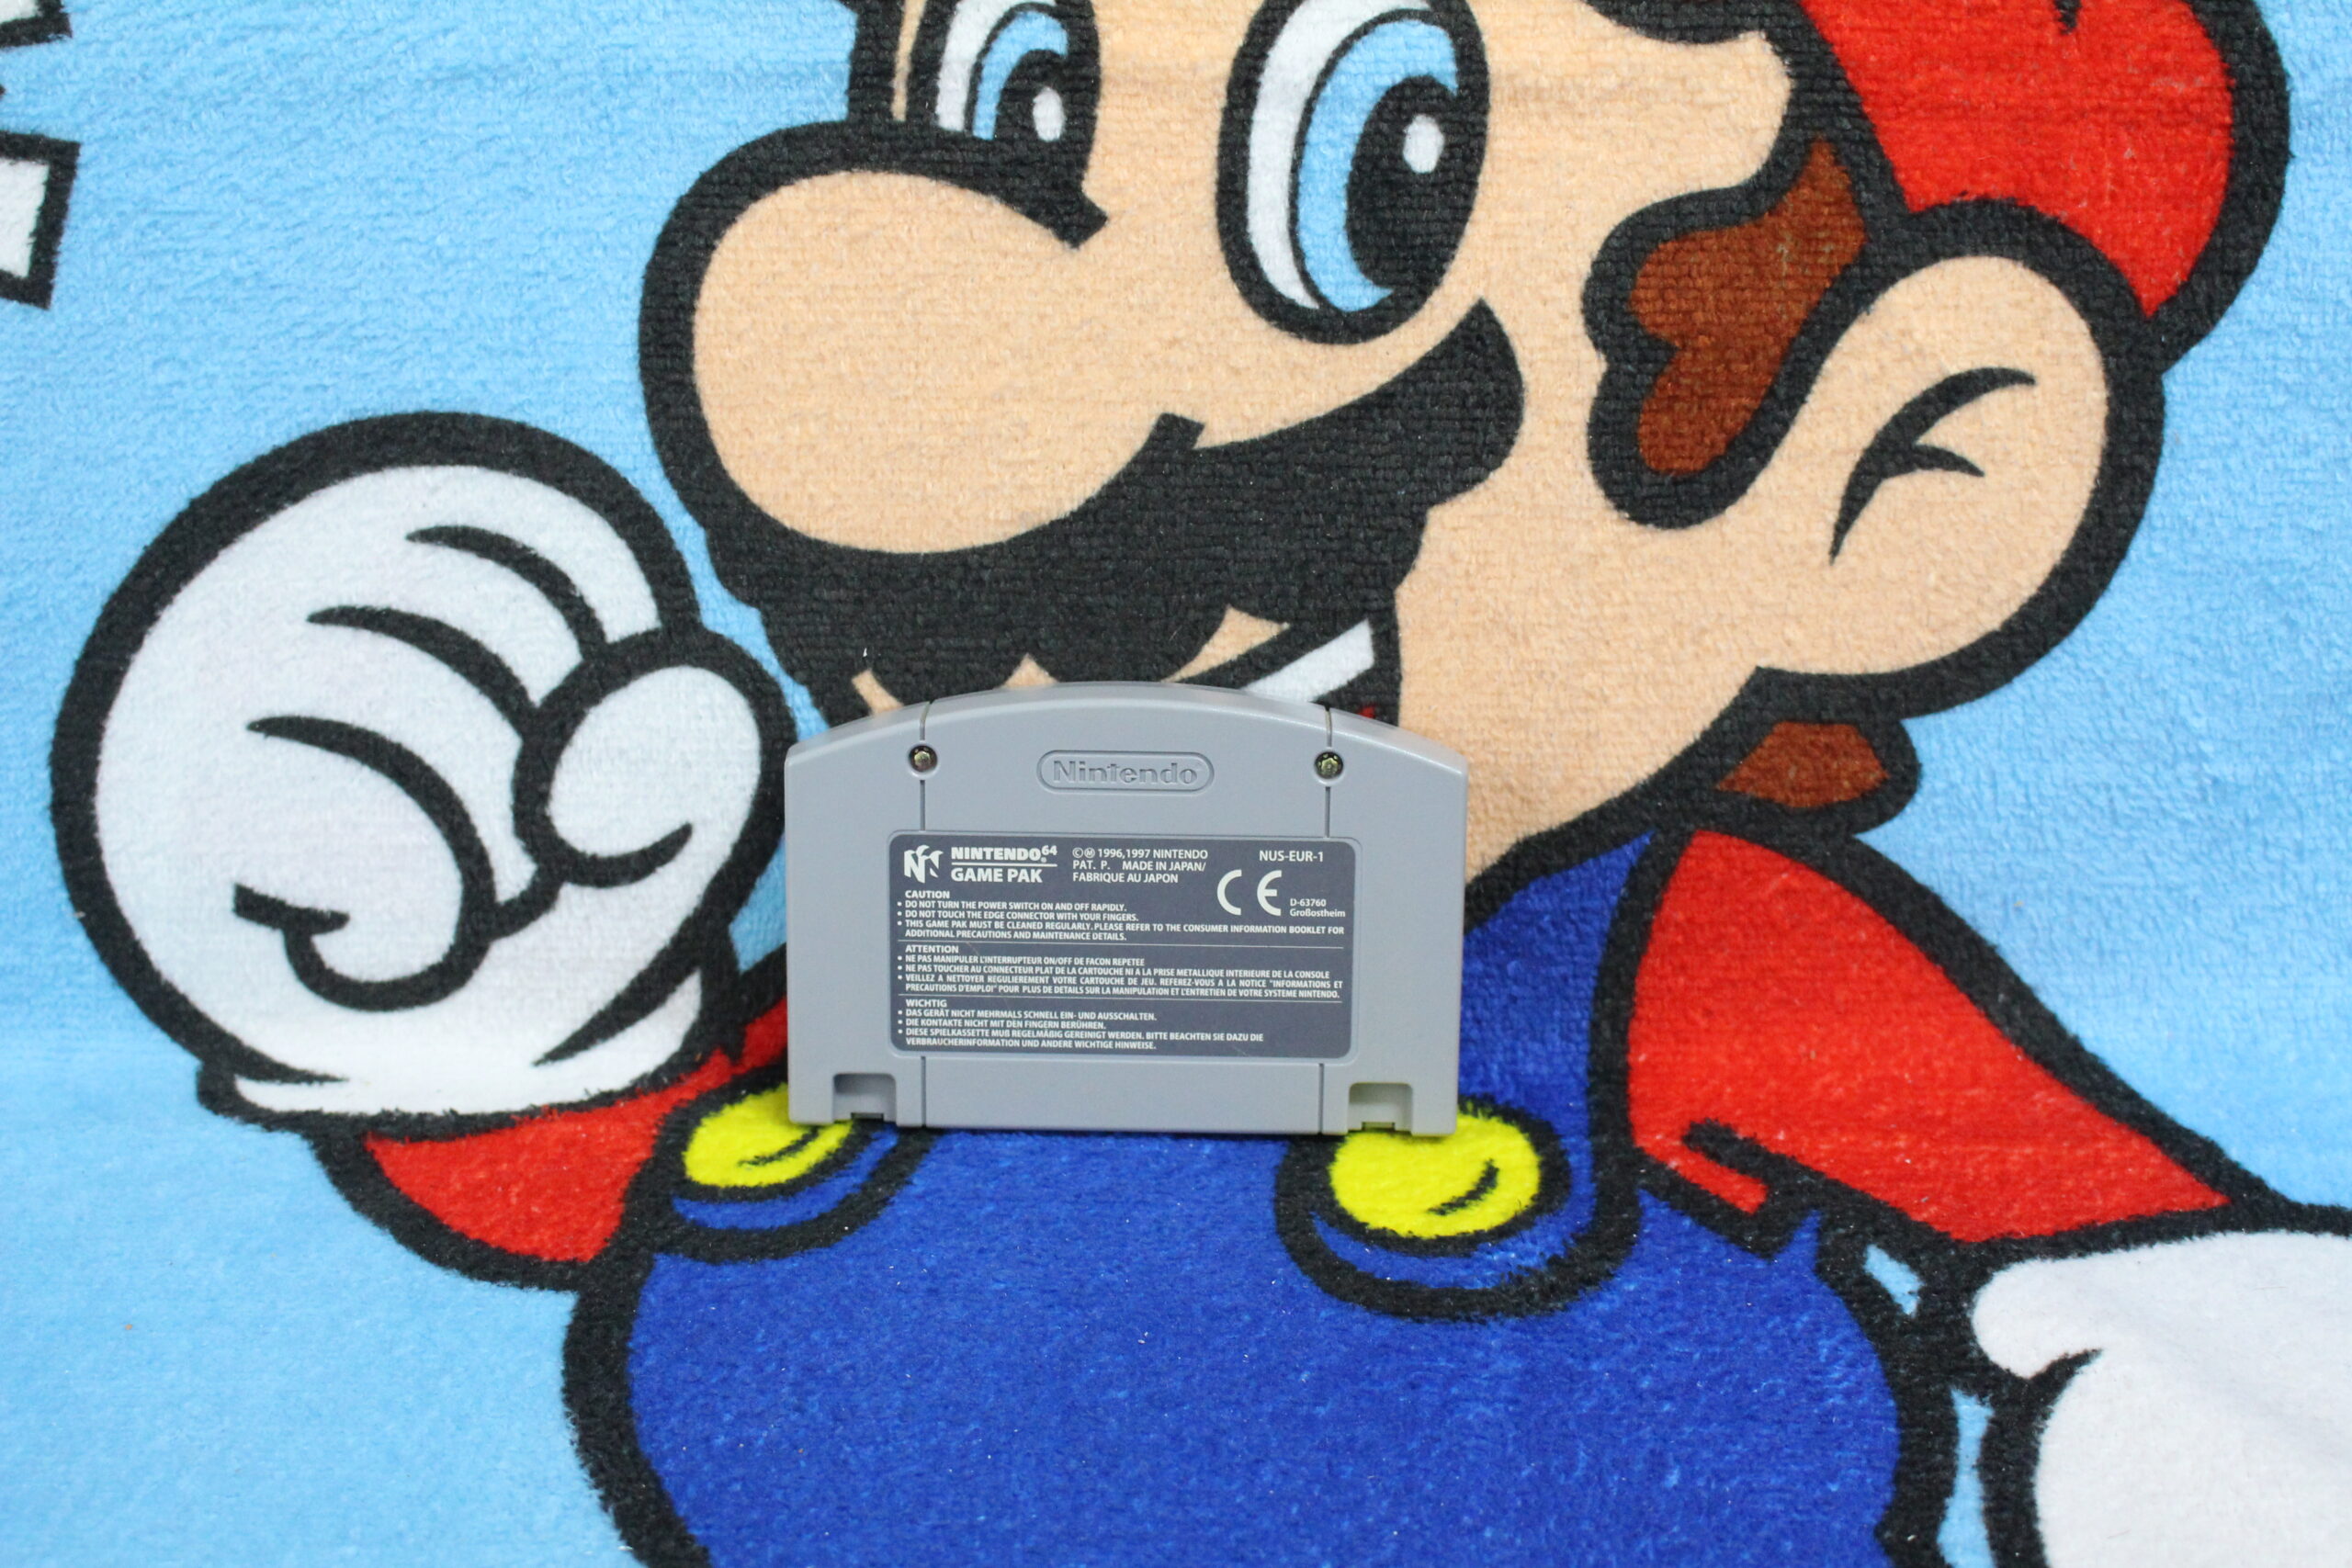 Nintendo
NINTENDO⁶⁴
GAME PAK
©Ⓜ 1996,1997 NINTENDO
PAT. P. MADE IN JAPAN/
FABRIQUE AU JAPON
NUS-EUR-1
CE
D-63760
Großostheim
CAUTION
• DO NOT TURN THE POWER SWITCH ON AND OFF RAPIDLY.
• DO NOT TOUCH THE EDGE CONNECTOR WITH YOUR FINGERS.
• THIS GAME PAK MUST BE CLEANED REGULARLY. PLEASE REFER TO THE CONSUMER INFORMATION BOOKLET FOR
ADDITIONAL PRECAUTIONS AND MAINTENANCE DETAILS.
ATTENTION
• NE PAS MANIPULER L'INTERRUPTEUR ON/OFF DE FACON REPETEE
• NE PAS TOUCHER AU CONNECTEUR PLAT DE LA CARTOUCHE NI A LA PRISE METALLIQUE INTERIEURE DE LA CONSOLE
• VEILLEZ A NETTOYER REGULIEREMENT VOTRE CARTOUCHE DE JEU. REFEREZ-VOUS A LA NOTICE "INFORMATIONS ET
PRECAUTIONS D'EMPLOI" POUR PLUS DE DETAILS SUR LA MANIPULATION ET L'ENTRETIEN DE VOTRE SYSTEME NINTENDO.
WICHTIG
• DAS GERÄT NICHT MEHRMALS SCHNELL EIN- UND AUSSCHALTEN.
• DIE KONTAKTE NICHT MIT DEN FINGERN BERÜHREN.
• DIESE SPIELKASSETTE MUß REGELMÄßIG GEREINIGT WERDEN. BITTE BEACHTEN SIE DAZU DIE
VERBRAUCHERINFORMATION UND ANDERE WICHTIGE HINWEISE.